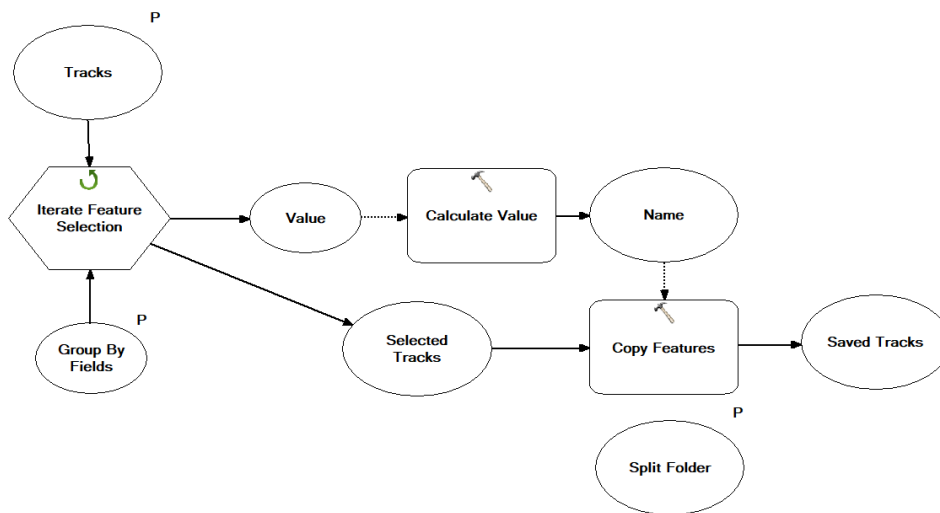 P
Tracks
Iterate Feature
Selection
Value
Calculate Value
Name
P
Group By
Fields
Selected
Tracks
Copy Features
Saved Tracks
P
Split Folder